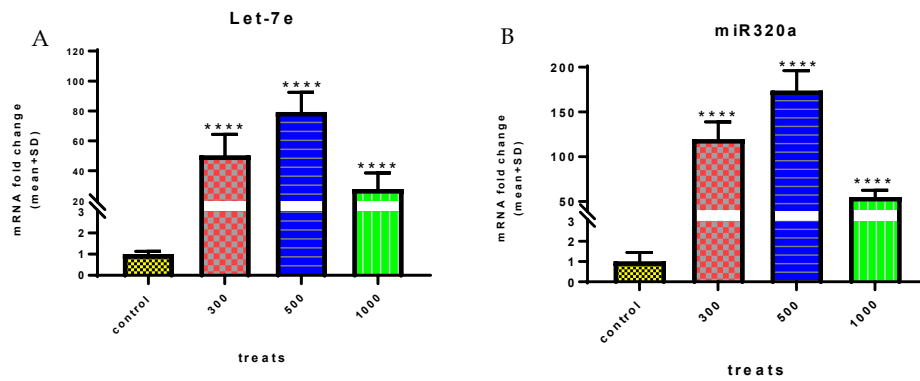 A
Let-7e
mRNA fold change
(mean+SD)
120
100
80
60
40
20
3
2
1
0
****
****
****
control
300
500
1000
treats
B
miR320a
mRNA fold change
(mean+SD)
200
150
100
50
3
2
1
0
****
****
****
control
300
500
1000
treats